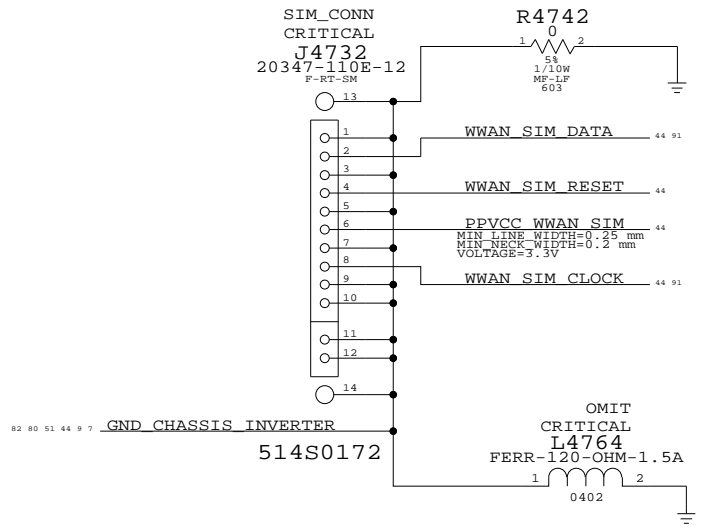 SIM_CONN
CRITICAL
J4732
20347-110E-12
F-RT-SM
R4742
0
1 2
5%
1/10W
MF-LF
603
13
1
2
3
4
5
6
7
8
9
10
11
12
14
WWAN_SIM_DATA 44 91
WWAN_SIM_RESET 44
PPVCC_WWAN_SIM 44
MIN_LINE_WIDTH=0.25 mm
MIN_NECK_WIDTH=0.2 mm
VOLTAGE=3.3V
WWAN_SIM_CLOCK 44 91
82 80 51 44 9 7 GND_CHASSIS_INVERTER
514S0172
OMIT
CRITICAL
L4764
FERR-120-OHM-1.5A
1 2
0402